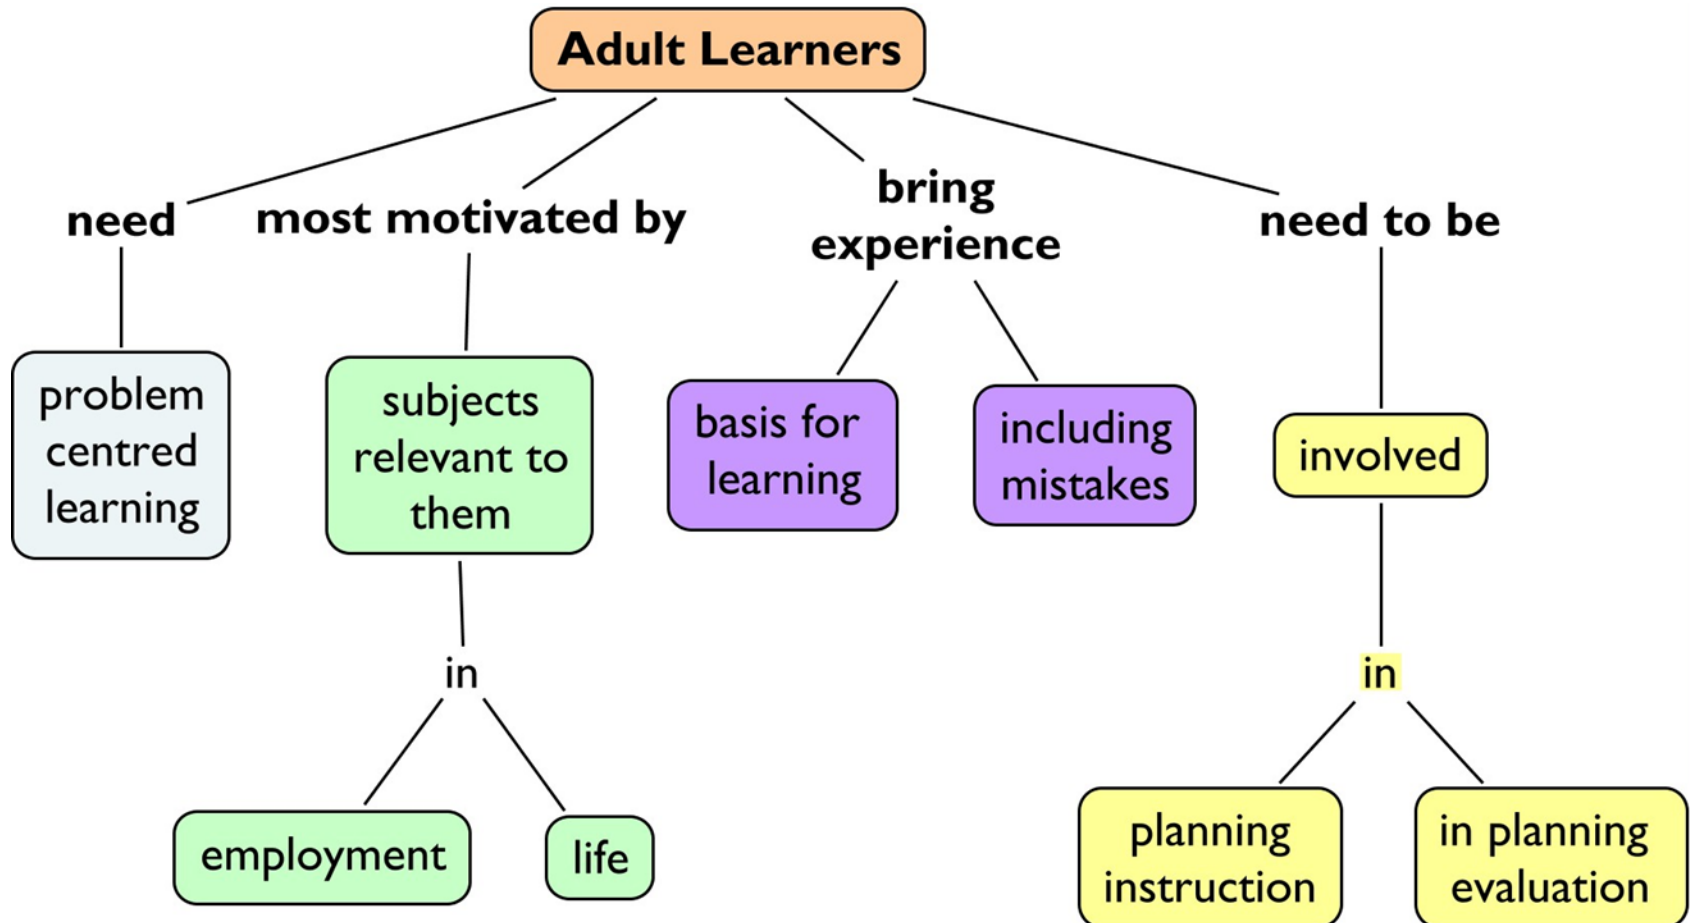 Adult Learners
need
most motivated by
bring
experience
need to be
problem
centred
learning
subjects
relevant to
them
basis for
learning
including
mistakes
involved
in
in
employment
life
planning
instruction
in planning
evaluation